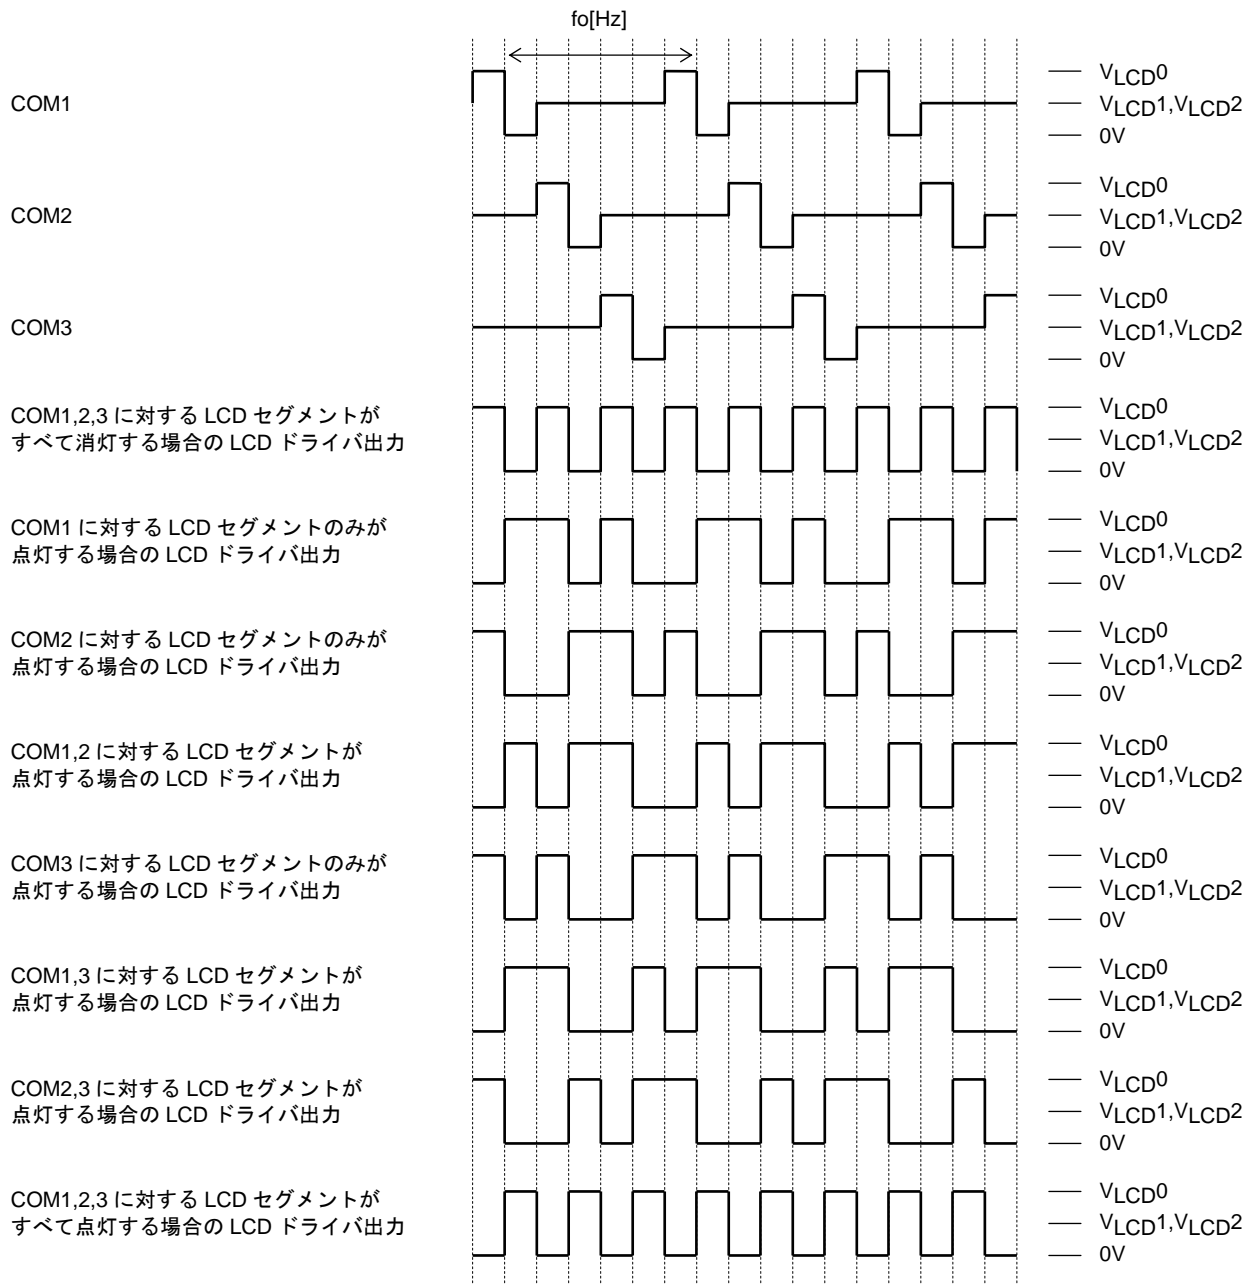 fo[Hz]
COM1
VLCD0
VLCD1,VLCD2
0V
COM2
VLCD0
VLCD1,VLCD2
0V
COM3
VLCD0
VLCD1,VLCD2
0V
COM1,2,3 に対する LCD セグメントが
すべて消灯する場合の LCD ドライバ出力
VLCD0
VLCD1,VLCD2
0V
COM1 に対する LCD セグメントのみが
点灯する場合の LCD ドライバ出力
VLCD0
VLCD1,VLCD2
0V
COM2 に対する LCD セグメントのみが
点灯する場合の LCD ドライバ出力
VLCD0
VLCD1,VLCD2
0V
COM1,2 に対する LCD セグメントが
点灯する場合の LCD ドライバ出力
VLCD0
VLCD1,VLCD2
0V
COM3 に対する LCD セグメントのみが
点灯する場合の LCD ドライバ出力
VLCD0
VLCD1,VLCD2
0V
COM1,3 に対する LCD セグメントが
点灯する場合の LCD ドライバ出力
VLCD0
VLCD1,VLCD2
0V
COM2,3 に対する LCD セグメントが
点灯する場合の LCD ドライバ出力
VLCD0
VLCD1,VLCD2
0V
COM1,2,3 に対する LCD セグメントが
すべて点灯する場合の LCD ドライバ出力
VLCD0
VLCD1,VLCD2
0V